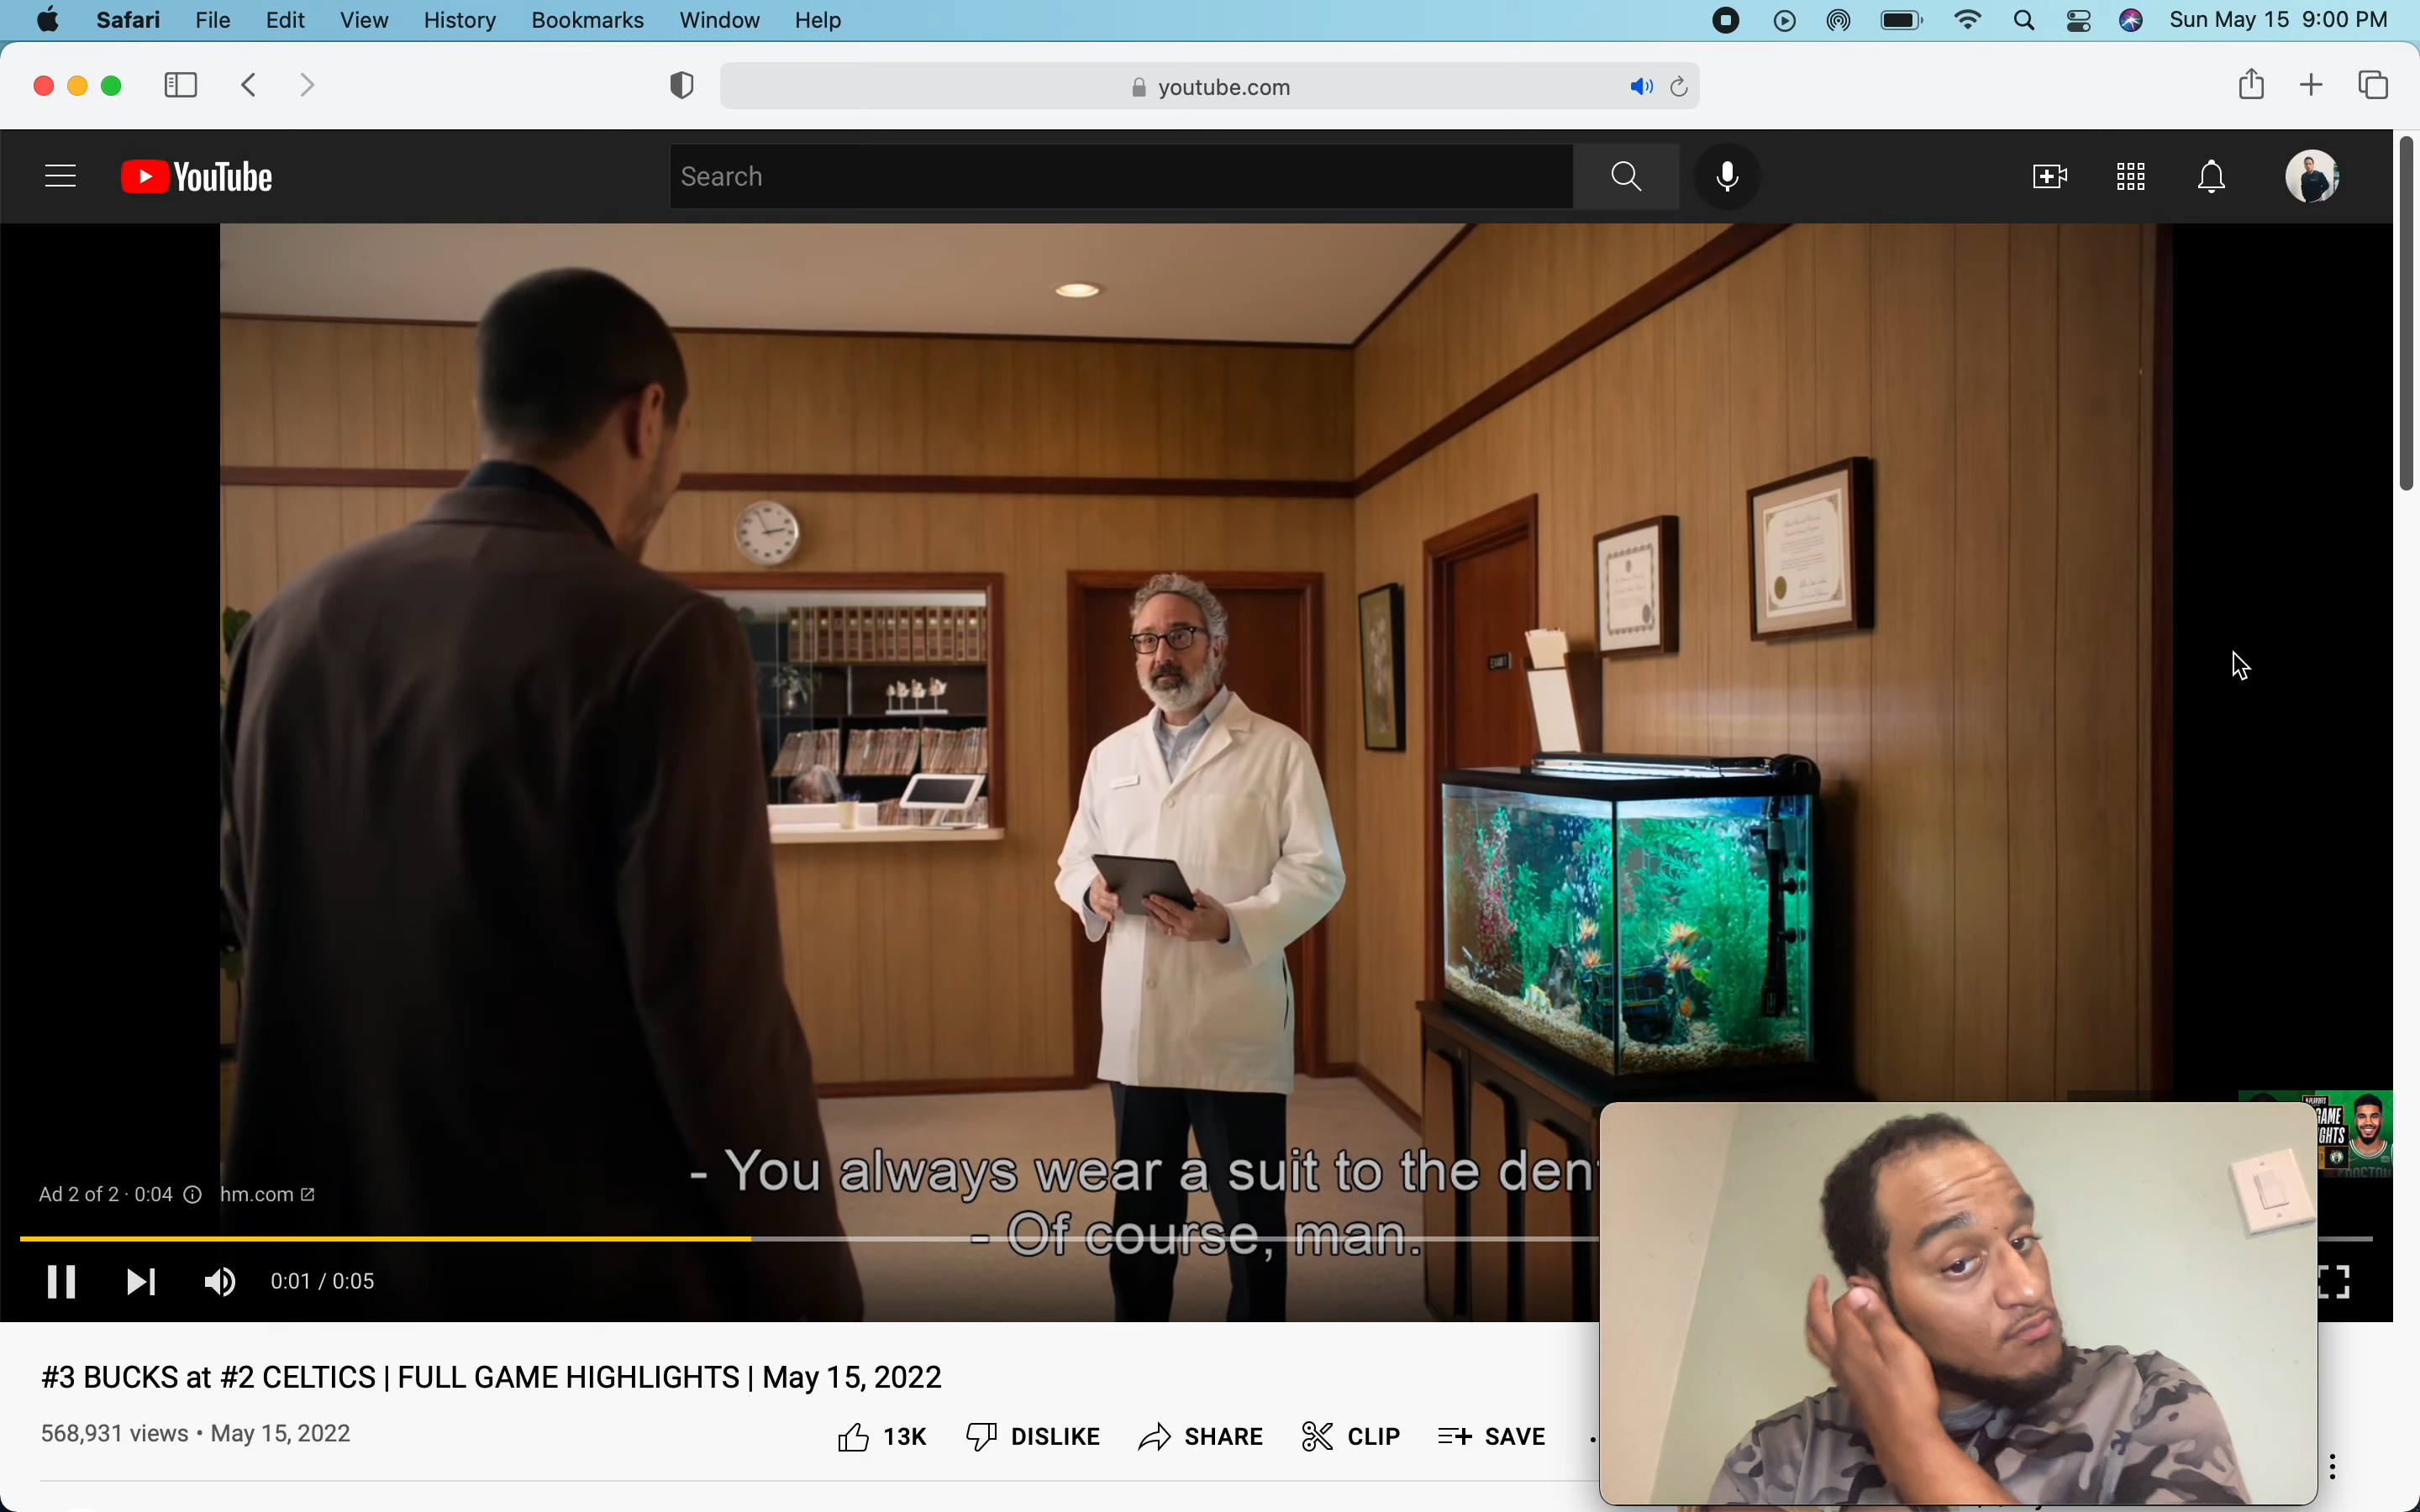 Safari File Edit View History Bookmarks Window Help Sun May 15 9:00 PM
youtube.com
YouTube Search
EXIT
GAME
- You always wear a suit to the den
- Of course, man.
Ad 2 of 2 · 0:04 hm.com
0:01 / 0:05
#3 BUCKS at #2 CELTICS | FULL GAME HIGHLIGHTS | May 15, 2022
568,931 views • May 15, 2022
13K DISLIKE SHARE CLIP SAVE